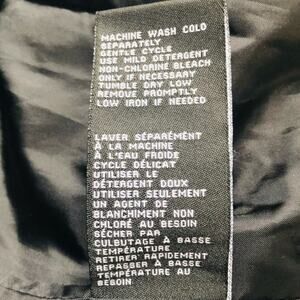 MACHINE WASH COLD
SEPARATELY
GENTLE CYCLE
USE MILD DETERGENT
NON-CHLORINE BLEACH
ONLY IF NECESSARY
TUMBLE DRY LOW
REMOVE PROMPTLY
LOW IRON IF NEEDED
LAVER SÉPARÉMENT
À LA MACHINE
À L'EAU FROIDE
CYCLE DÉLICAT
UTILISER LE
DÉTERGENT DOUX
UTILISER SEULEMENT
UN AGENT DE
BLANCHIMENT NON
CHLORÉ AU BESOIN
SÉCHER PAR
CULBUTAGE À BASSE
TEMPÉRATURE
RETIRER RAPIDEMENT
REPASSER À BASSE
TEMPÉRATURE AU
BESOIN